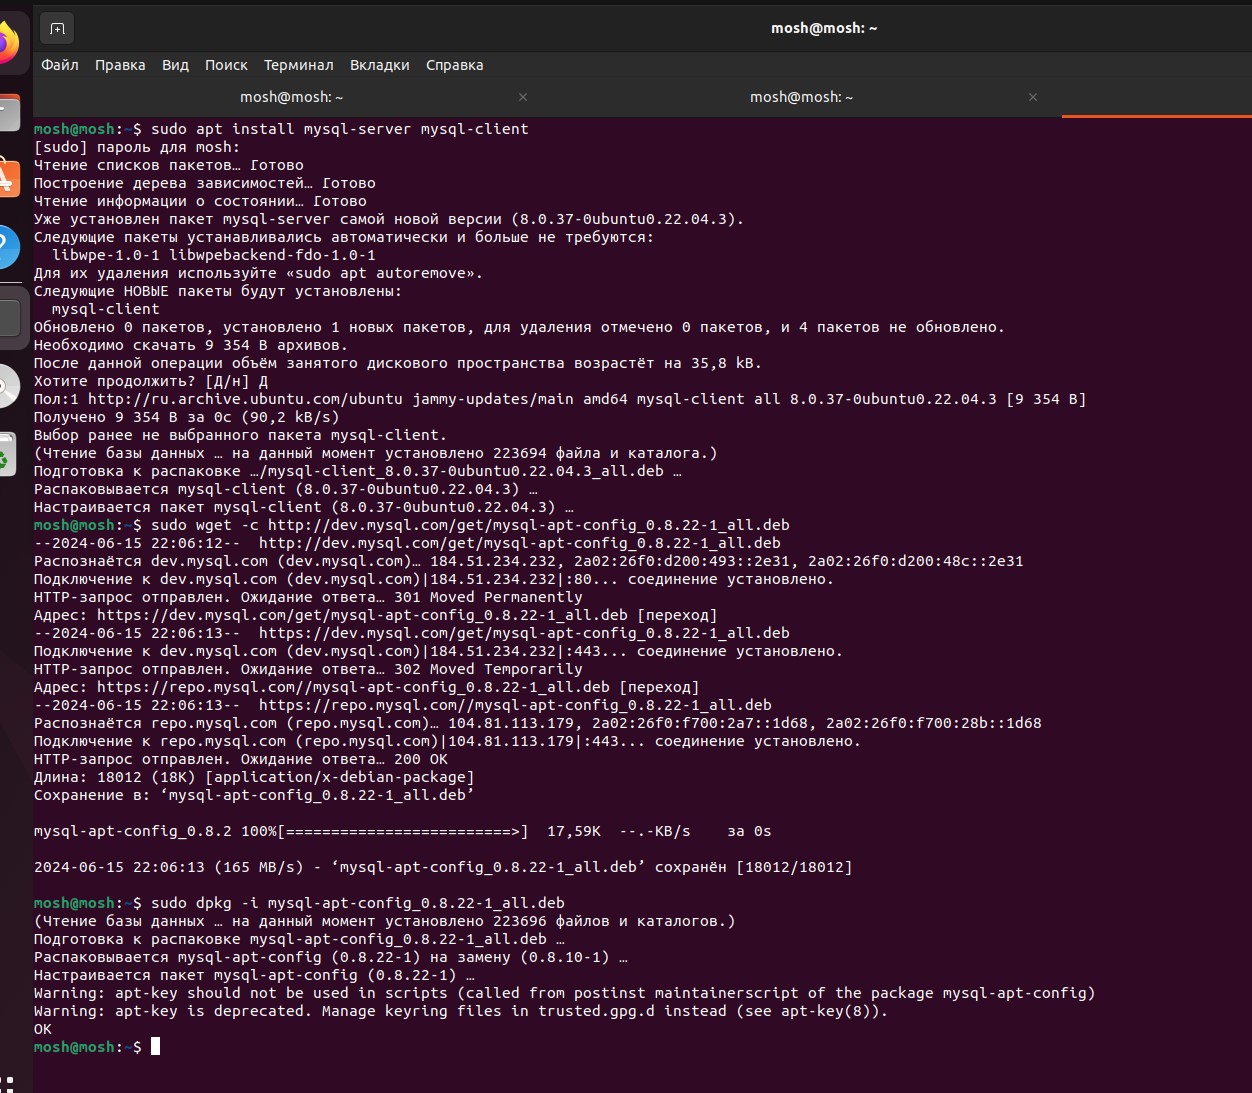 mosh@mosh: ~
Файл Правка Вид Поиск Терминал Вкладки Справка
mosh@mosh: ~ × mosh@mosh: ~ ×
mosh@mosh:~$ sudo apt install mysql-server mysql-client
[sudo] пароль для mosh:
Чтение списков пакетов… Готово
Построение дерева зависимостей… Готово
Чтение информации о состоянии… Готово
Уже установлен пакет mysql-server самой новой версии (8.0.37-0ubuntu0.22.04.3).
Следующие пакеты устанавливались автоматически и больше не требуются:
  libwpe-1.0-1 libwpebackend-fdo-1.0-1
Для их удаления используйте «sudo apt autoremove».
Следующие НОВЫЕ пакеты будут установлены:
  mysql-client
Обновлено 0 пакетов, установлено 1 новых пакетов, для удаления отмечено 0 пакетов, и 4 пакетов не обновлено.
Необходимо скачать 9 354 B архивов.
После данной операции объём занятого дискового пространства возрастёт на 35,8 kB.
Хотите продолжить? [Д/н] Д
Пол:1 http://ru.archive.ubuntu.com/ubuntu jammy-updates/main amd64 mysql-client all 8.0.37-0ubuntu0.22.04.3 [9 354 B]
Получено 9 354 B за 0с (90,2 kB/s)
Выбор ранее не выбранного пакета mysql-client.
(Чтение базы данных … на данный момент установлено 223694 файла и каталога.)
Подготовка к распаковке …/mysql-client_8.0.37-0ubuntu0.22.04.3_all.deb …
Распаковывается mysql-client (8.0.37-0ubuntu0.22.04.3) …
Настраивается пакет mysql-client (8.0.37-0ubuntu0.22.04.3) …
mosh@mosh:~$ sudo wget -c http://dev.mysql.com/get/mysql-apt-config_0.8.22-1_all.deb
--2024-06-15 22:06:12--  http://dev.mysql.com/get/mysql-apt-config_0.8.22-1_all.deb
Распознаётся dev.mysql.com (dev.mysql.com)… 184.51.234.232, 2a02:26f0:d200:493::2e31, 2a02:26f0:d200:48c::2e31
Подключение к dev.mysql.com (dev.mysql.com)|184.51.234.232|:80... соединение установлено.
HTTP-запрос отправлен. Ожидание ответа… 301 Moved Permanently
Адрес: https://dev.mysql.com/get/mysql-apt-config_0.8.22-1_all.deb [переход]
--2024-06-15 22:06:13--  https://dev.mysql.com/get/mysql-apt-config_0.8.22-1_all.deb
Подключение к dev.mysql.com (dev.mysql.com)|184.51.234.232|:443... соединение установлено.
HTTP-запрос отправлен. Ожидание ответа… 302 Moved Temporarily
Адрес: https://repo.mysql.com//mysql-apt-config_0.8.22-1_all.deb [переход]
--2024-06-15 22:06:13--  https://repo.mysql.com//mysql-apt-config_0.8.22-1_all.deb
Распознаётся repo.mysql.com (repo.mysql.com)… 104.81.113.179, 2a02:26f0:f700:2a7::1d68, 2a02:26f0:f700:28b::1d68
Подключение к repo.mysql.com (repo.mysql.com)|104.81.113.179|:443... соединение установлено.
HTTP-запрос отправлен. Ожидание ответа… 200 OK
Длина: 18012 (18K) [application/x-debian-package]
Сохранение в: ‘mysql-apt-config_0.8.22-1_all.deb’
mysql-apt-config_0.8.2 100%[=========================>]  17,59K  --.-KB/s    за 0s
2024-06-15 22:06:13 (165 MB/s) - ‘mysql-apt-config_0.8.22-1_all.deb’ сохранён [18012/18012]
mosh@mosh:~$ sudo dpkg -i mysql-apt-config_0.8.22-1_all.deb
(Чтение базы данных … на данный момент установлено 223696 файлов и каталогов.)
Подготовка к распаковке mysql-apt-config_0.8.22-1_all.deb …
Распаковывается mysql-apt-config (0.8.22-1) на замену (0.8.10-1) …
Настраивается пакет mysql-apt-config (0.8.22-1) …
Warning: apt-key should not be used in scripts (called from postinst maintainerscript of the package mysql-apt-config)
Warning: apt-key is deprecated. Manage keyring files in trusted.gpg.d instead (see apt-key(8)).
OK
mosh@mosh:~$